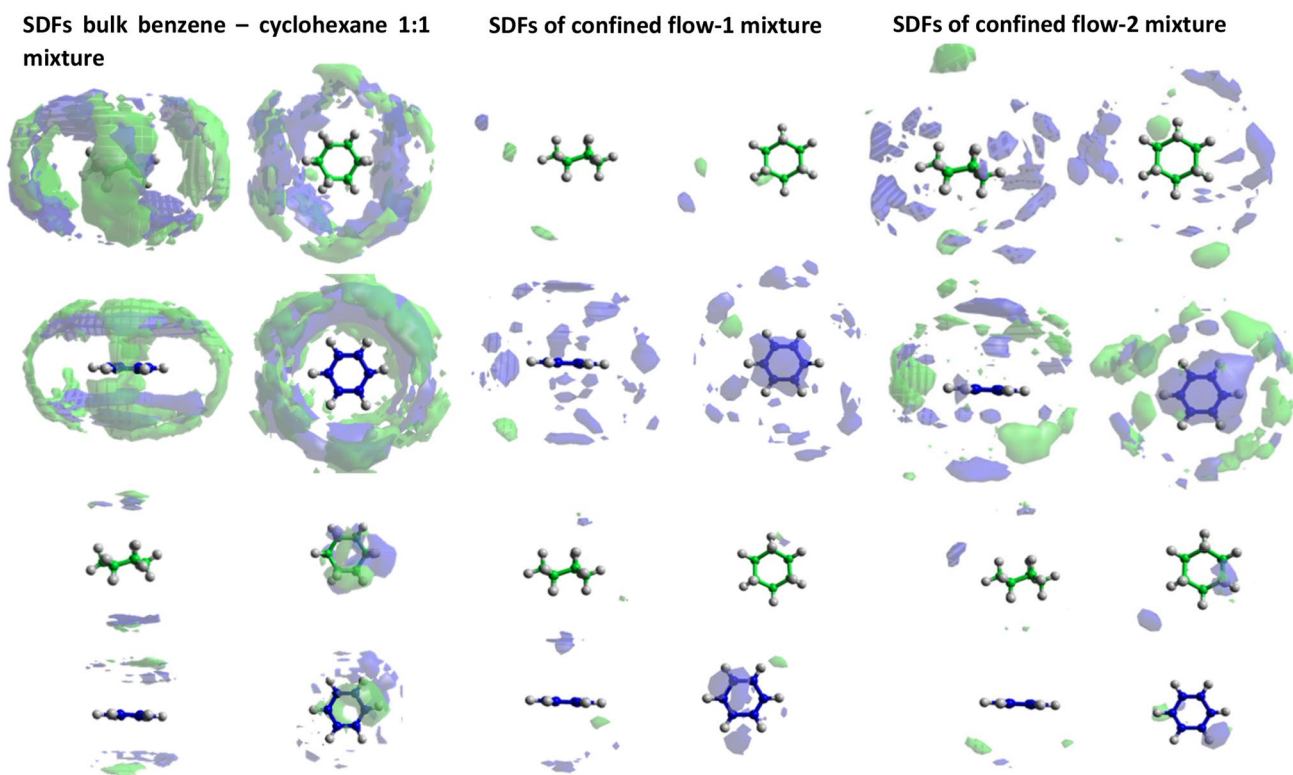 SDFs bulk benzene – cyclohexane 1:1
mixture
SDFs of confined flow-1 mixture
SDFs of confined flow-2 mixture